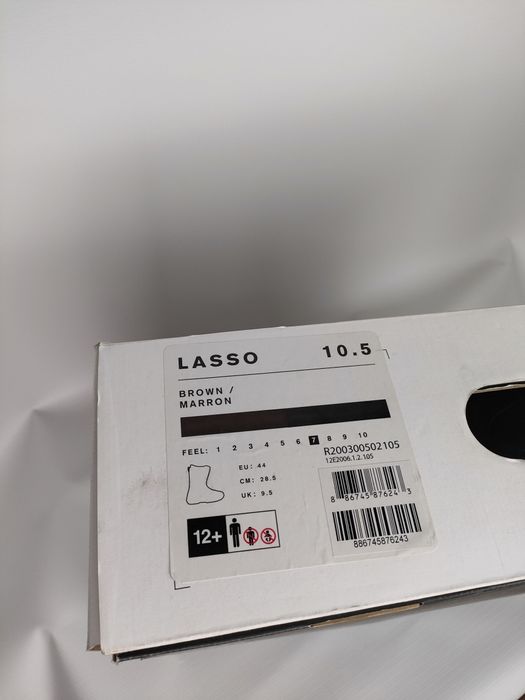 LASSO 10.5
BROWN /
MARRON
FEEL: 1 2 3 4 5 6 7 8 9 10
EU: 44
CM: 28.5
UK: 9.5
R200300502105
12E2006.1.2.105
8 86745 87624 3
886745876243
12+